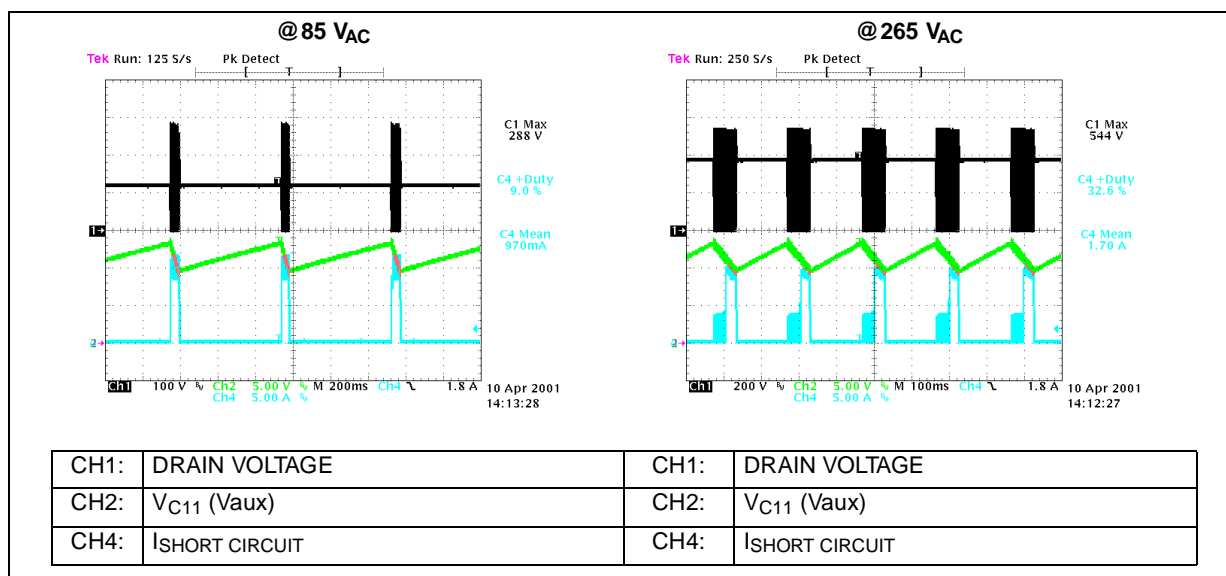 @85 VAC
Tek Run: 125 S/s Pk Detect
[ T ]
C1 Max
288 V
C4 +Duty
9.0 %
C4 Mean
970mA
1→
2→
Ch1 100 V Ch2 5.00 V M 200ms Ch4 1.8 A
Ch4 5.00 A
10 Apr 2001
14:13:28
@265 VAC
Tek Run: 250 S/s Pk Detect
[ T ]
C1 Max
544 V
C4 +Duty
32.6 %
C4 Mean
1.70 A
1→
2→
Ch1 200 V Ch2 5.00 V M 100ms Ch4 1.8 A
Ch4 5.00 A
10 Apr 2001
14:12:27
CH1: DRAIN VOLTAGE CH1: DRAIN VOLTAGE
CH2: VC11 (Vaux) CH2: VC11 (Vaux)
CH4: ISHORT CIRCUIT CH4: ISHORT CIRCUIT